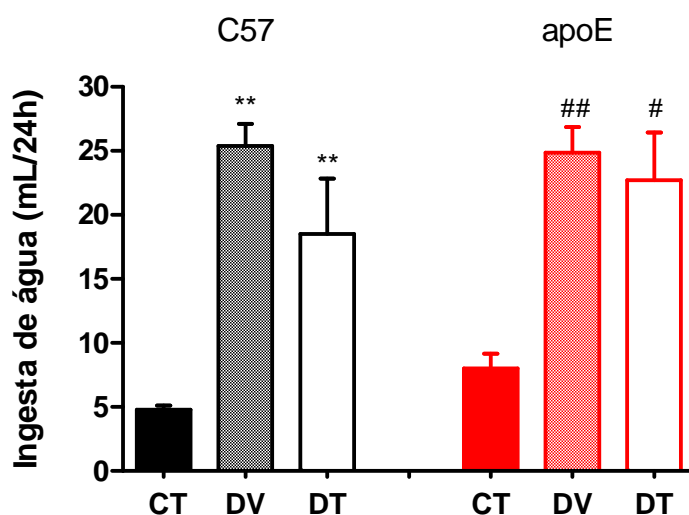 C57 apoE
Ingesta de água (mL/24h)
30
25
20
15
10
5
0
** ** ## #
CT DV DT CT DV DT